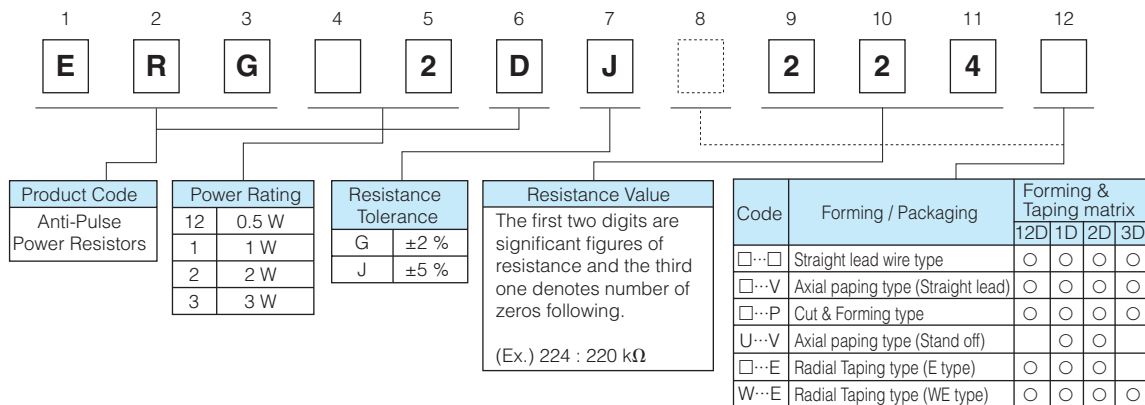 1 2 3 4 5 6 7 8 9 10 11 12
E R G □ 2 D J □ 2 2 4 □
Product Code
Anti-Pulse
Power Resistors
Power Rating
12 0.5 W
1 1 W
2 2 W
3 3 W
Resistance
Tolerance
G ±2 %
J ±5 %
Resistance Value
The first two digits are
significant figures of
resistance and the third
one denotes number of
zeros following.
(Ex.) 224 : 220 kΩ
Code Forming / Packaging Forming &
Taping matrix
12D 1D 2D 3D
□···□ Straight lead wire type ○ ○ ○ ○
□···V Axial paping type (Straight lead) ○ ○ ○ ○
□···P Cut & Forming type ○ ○ ○ ○
U···V Axial paping type (Stand off) ○ ○
□···E Radial Taping type (E type) ○ ○ ○
W···E Radial Taping type (WE type) ○ ○ ○ ○